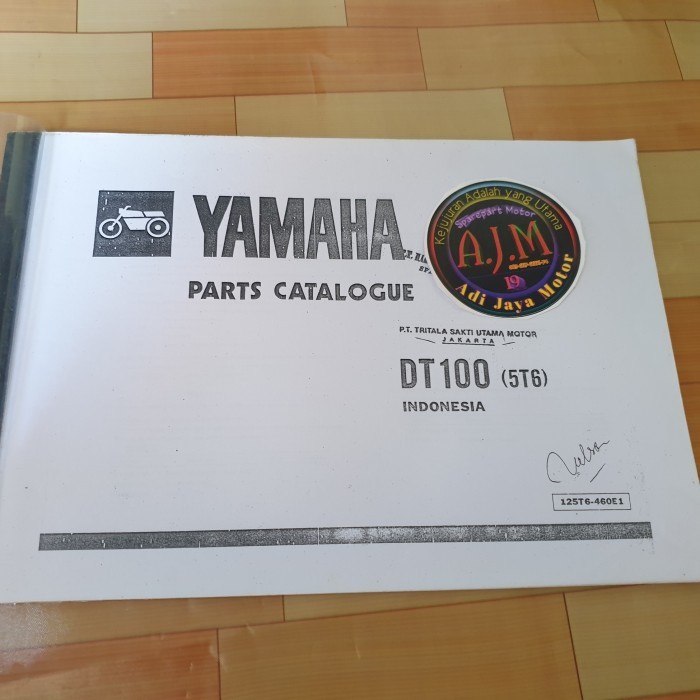 YAMAHA
PARTS CATALOGUE
Kejujuran Adalah yang Utama
Sparepart Motor
A.J.M
19
Adi Jaya Motor
P.T. TRITALA SAKTI UTAMA MOTOR
JAKARTA
DT100 (5T6)
INDONESIA
125T6-460E1